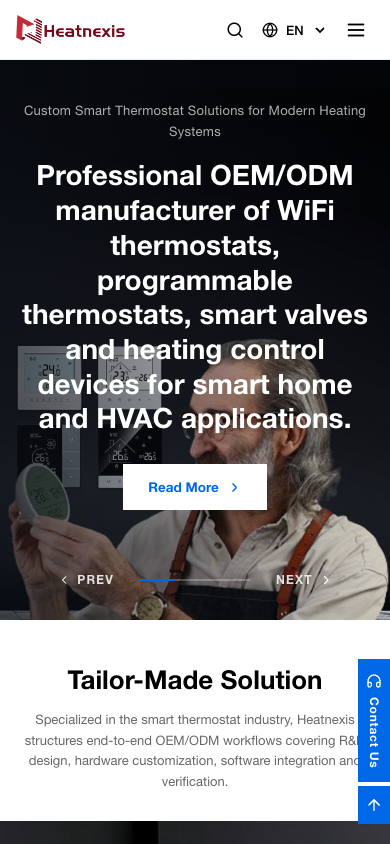 Heatnexis
EN
Custom Smart Thermostat Solutions for Modern Heating
Systems
Professional OEM/ODM
manufacturer of WiFi
thermostats,
programmable
thermostats, smart valves
and heating control
devices for smart home
and HVAC applications.
Read More
PREV
NEXT
Tailor-Made Solution
Specialized in the smart thermostat industry, Heatnexis
structures end-to-end OEM/ODM workflows covering
design, hardware customization, software integration and
verification.
Contact Us